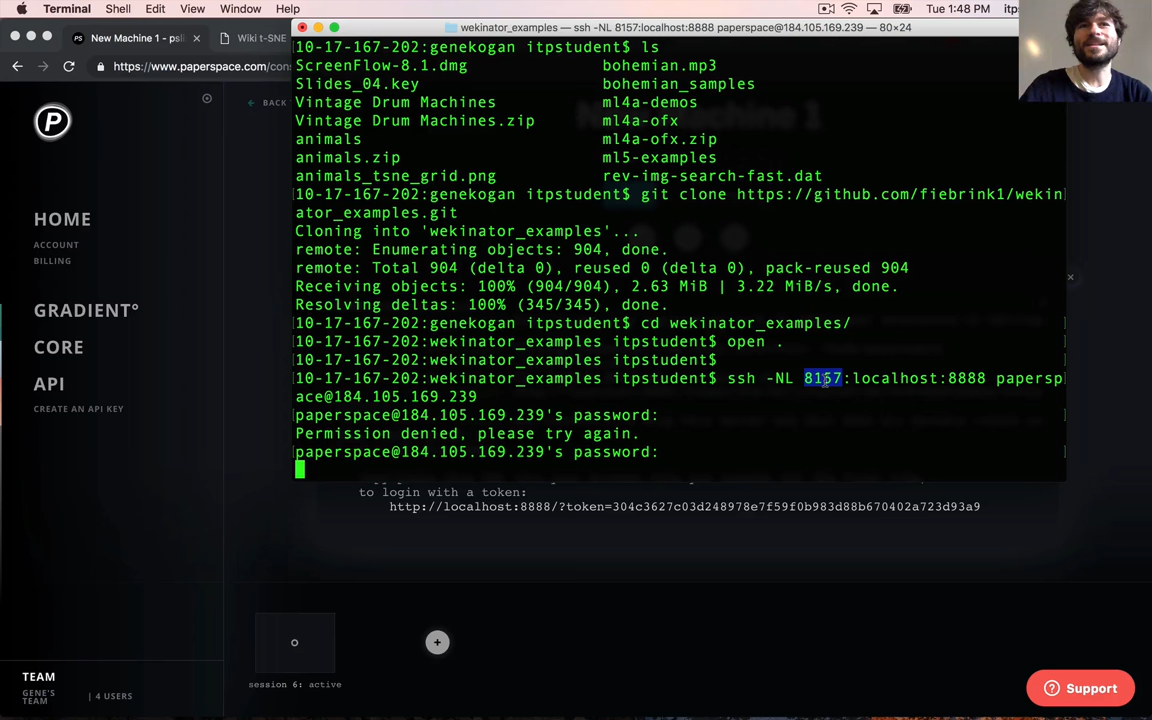 Terminal Shell Edit View Window Help Tue 1:48 PM itp
New Machine 1 - ps
Wiki t-SNE
https://www.paperspace.com/con
wekinator_examples — ssh -NL 8157:localhost:8888 paperspace@184.105.169.239 — 80×24
10-17-167-202:genekogan itpstudent$ ls
ScreenFlow-8.1.dmg bohemian.mp3
Slides_04.key bohemian_samples
Vintage Drum Machines ml4a-demos
Vintage Drum Machines.zip ml4a-ofx
animals ml4a-ofx.zip
animals.zip ml5-examples
animals_tsne_grid.png rev-img-search-fast.dat
10-17-167-202:genekogan itpstudent$ git clone https://github.com/fiebrink1/wekin
ator_examples.git
Cloning into 'wekinator_examples'...
remote: Enumerating objects: 904, done.
remote: Total 904 (delta 0), reused 0 (delta 0), pack-reused 904
Receiving objects: 100% (904/904), 2.63 MiB | 3.22 MiB/s, done.
Resolving deltas: 100% (345/345), done.
10-17-167-202:genekogan itpstudent$ cd wekinator_examples/
10-17-167-202:wekinator_examples itpstudent$ open .
10-17-167-202:wekinator_examples itpstudent$
10-17-167-202:wekinator_examples itpstudent$ ssh -NL 8157:localhost:8888 papersp
ace@184.105.169.239
paperspace@184.105.169.239's password:
Permission denied, please try again.
paperspace@184.105.169.239's password:
P
BACK
HOME
ACCOUNT
BILLING
GRADIENT°
CORE
API
CREATE AN API KEY
New Machine 1
to login with a token:
http://localhost:8888/?token=304c3627c03d248978e7f59f0b983d88b670402a723d93a9
session 6: active
TEAM
GENE'S
TEAM
| 4 USERS
Support